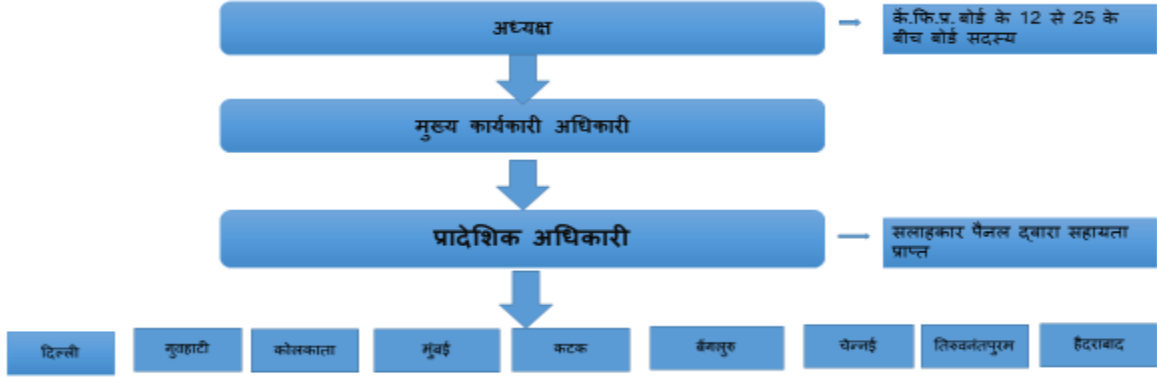 अध्यक्ष
कें.फि.प्र. बोर्ड के 12 से 25 के
बीच बोर्ड सदस्य
मुख्य कार्यकारी अधिकारी
प्रादेशिक अधिकारी
सलाहकार पैनल द्बारा सहायता
प्राप्त
दिल्ली
गुवहाटी
कोलकाता
मुंबई
कटक
बेंगलुरु
चेन्नई
तिरुवनंतपुरम
हैदराबाद